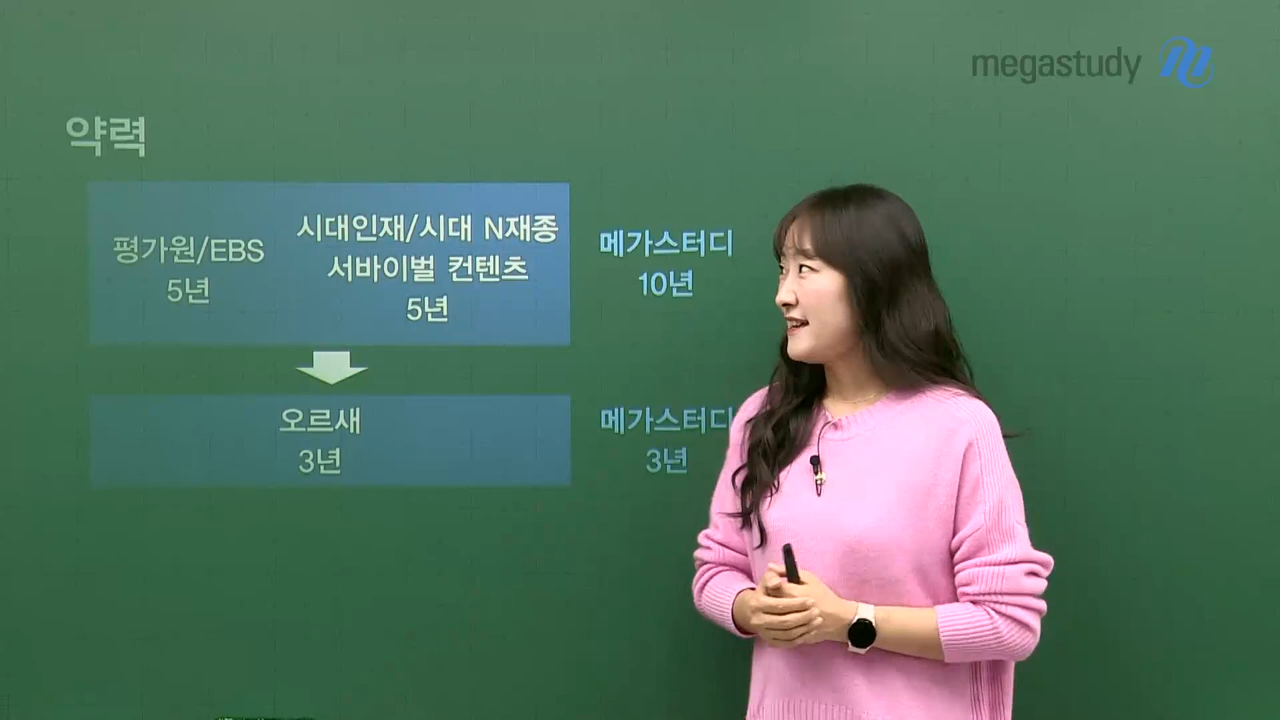 megastudy
약력
평가원/EBS
5년
시대인재/시대 N재종
서바이벌 컨텐츠
5년
메가스터디
10년
오르새
3년
메가스터디
3년